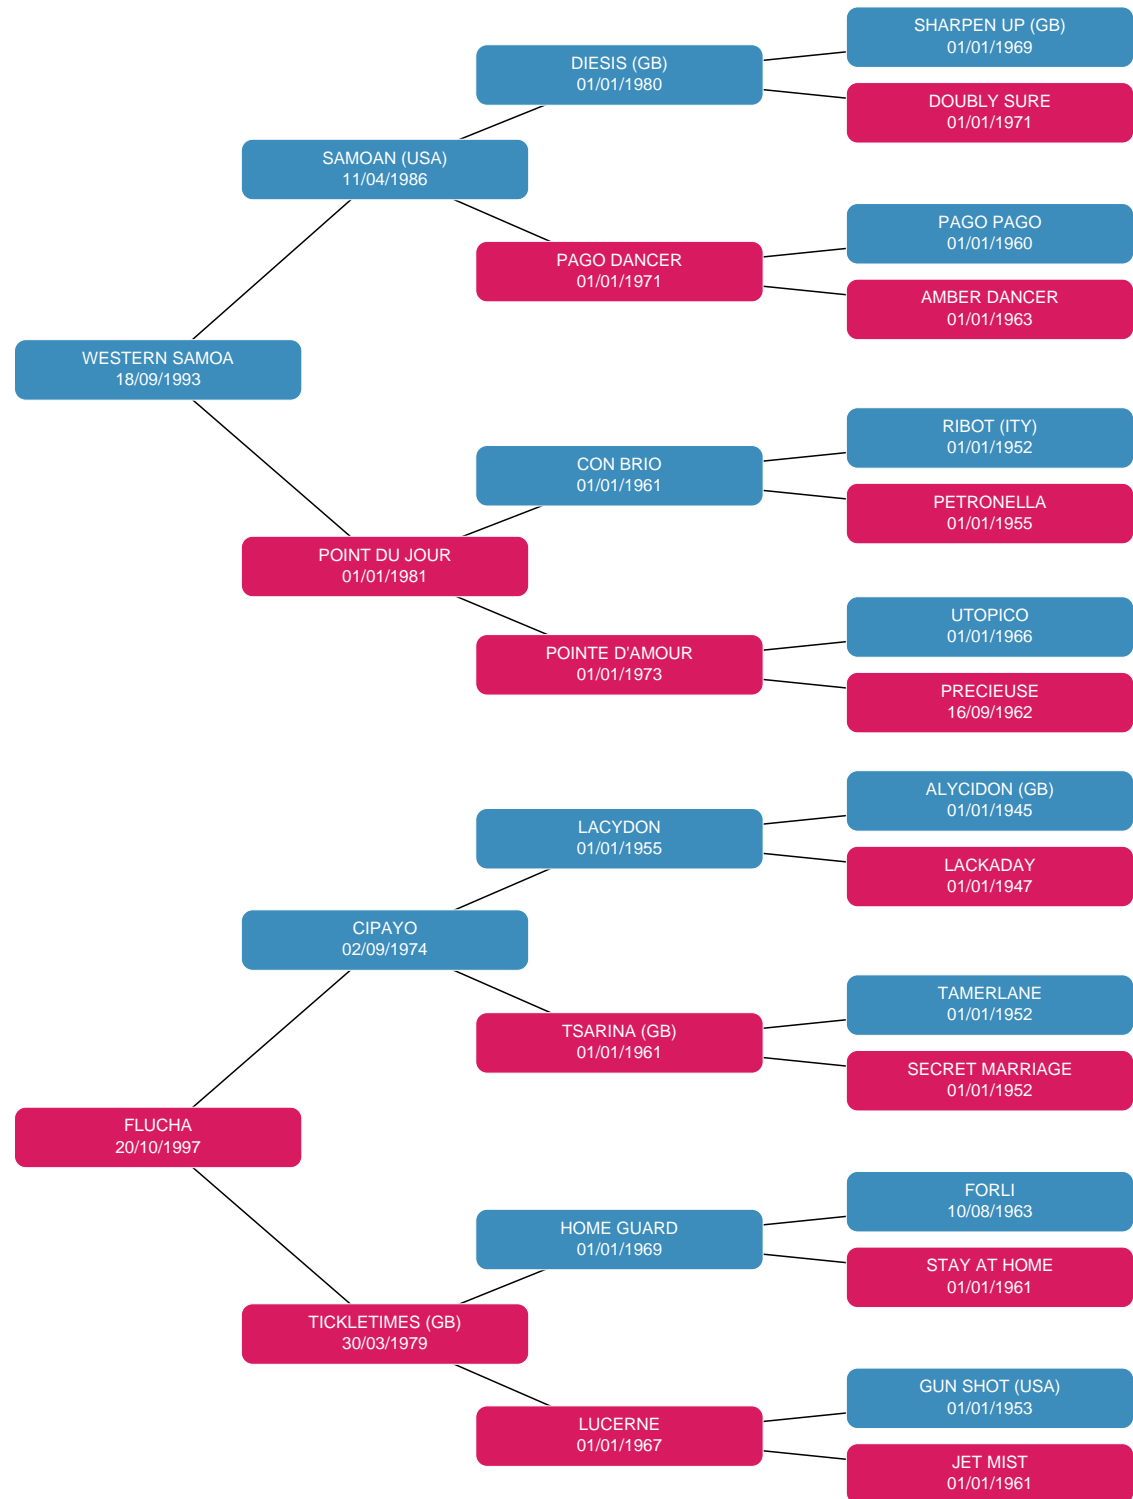 SHARPEN UP (GB)
01/01/1969
DIESIS (GB)
01/01/1980
DOUBLY SURE
01/01/1971
SAMOAN (USA)
11/04/1986
PAGO PAGO
01/01/1960
PAGO DANCER
01/01/1971
AMBER DANCER
01/01/1963
WESTERN SAMOA
18/09/1993
RIBOT (ITY)
01/01/1952
CON BRIO
01/01/1961
PETRONELLA
01/01/1955
POINT DU JOUR
01/01/1981
UTOPICO
01/01/1966
POINTE D'AMOUR
01/01/1973
PRECIEUSE
16/09/1962
ALYCIDON (GB)
01/01/1945
LACYDON
01/01/1955
LACKADAY
01/01/1947
CIPAYO
02/09/1974
TAMERLANE
01/01/1952
TSARINA (GB)
01/01/1961
SECRET MARRIAGE
01/01/1952
FLUCHA
20/10/1997
FORLI
10/08/1963
HOME GUARD
01/01/1969
STAY AT HOME
01/01/1961
TICKLETIMES (GB)
30/03/1979
GUN SHOT (USA)
01/01/1953
LUCERNE
01/01/1967
JET MIST
01/01/1961